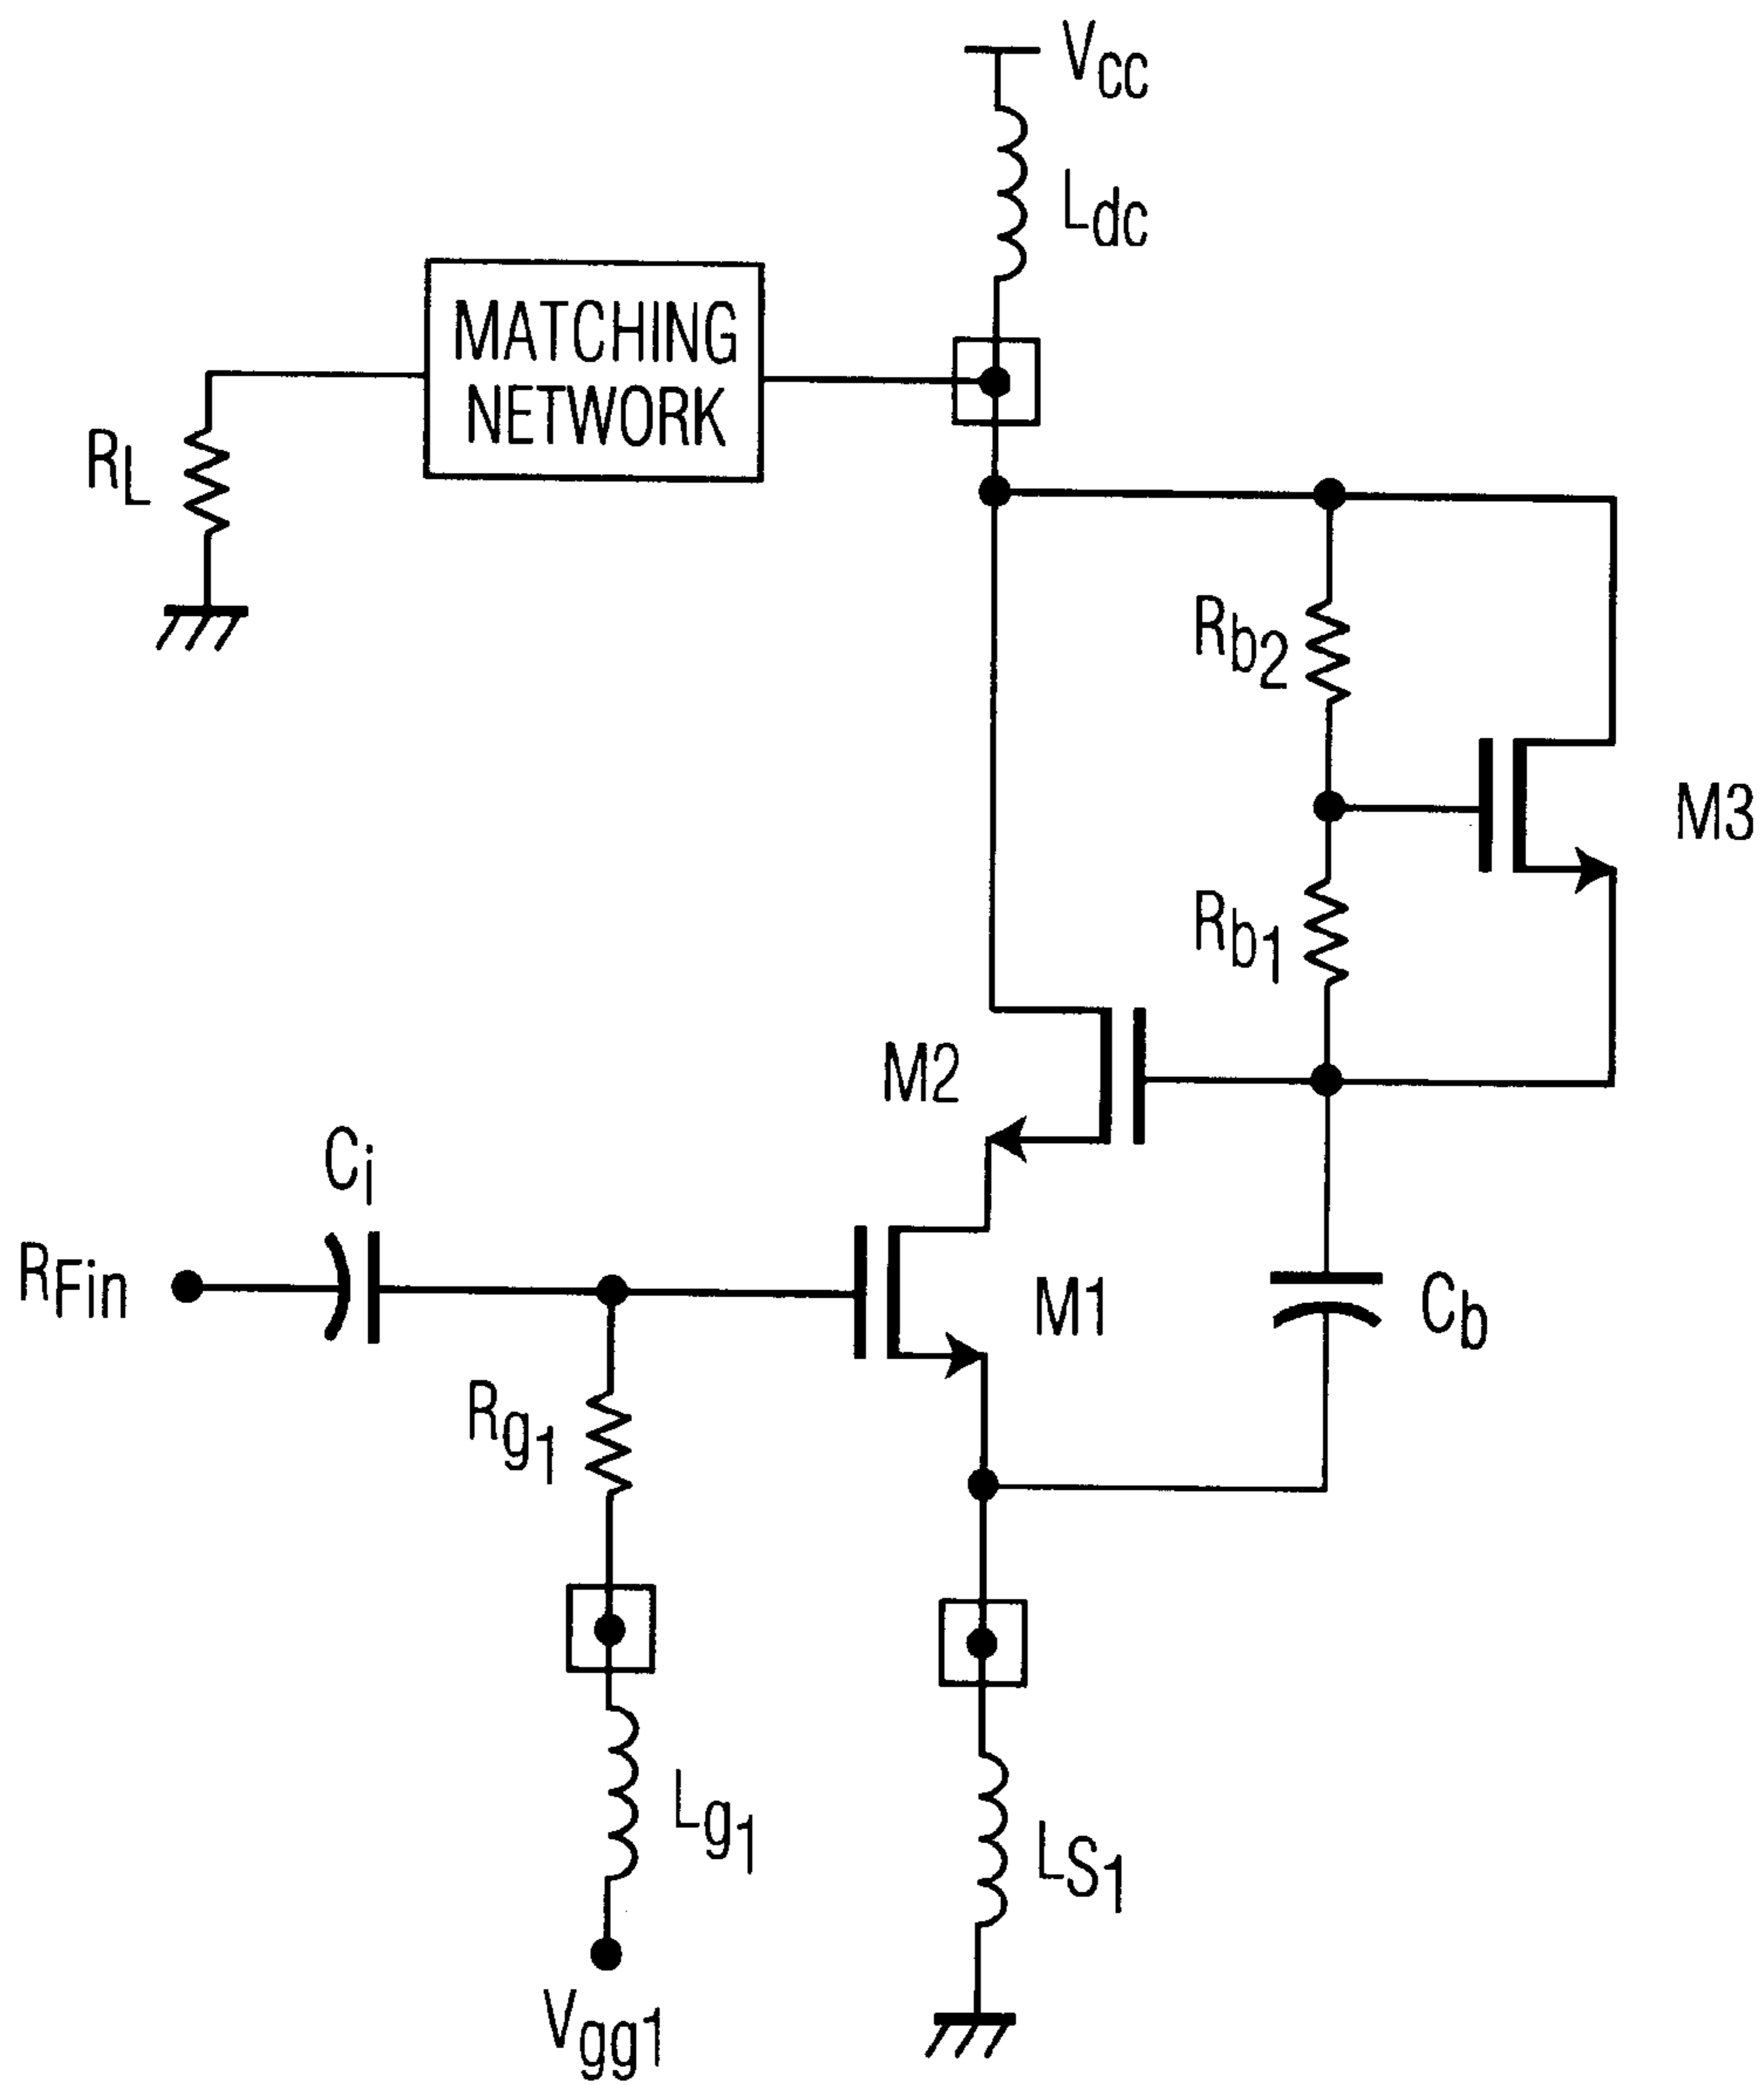 Vcc
Ldc
MATCHING
NETWORK
RL
Rb2
M3
Rb1
M2
Ci
RFin
M1
Cb
Rg1
Lg1
LS1
Vgg1